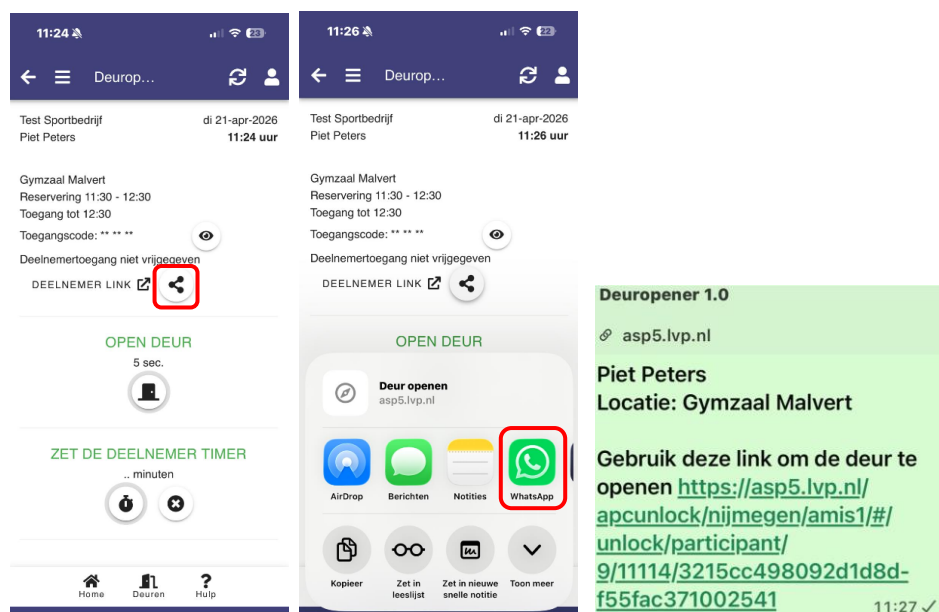 11:24
23
Deurop...
Test Sportbedrijf
di 21-apr-2026
Piet Peters
11:24 uur
Gymzaal Malvert
Reservering 11:30 - 12:30
Toegang tot 12:30
Toegangscode: ** ** **
Deelnemertoegang niet vrijgegeven
DEELNEMER LINK
OPEN DEUR
5 sec.
ZET DE DEELNEMER TIMER
.. minuten
Home
Deuren
Hulp
11:26
22
Deurop...
Test Sportbedrijf
di 21-apr-2026
Piet Peters
11:26 uur
Gymzaal Malvert
Reservering 11:30 - 12:30
Toegang tot 12:30
Toegangscode: ** ** **
Deelnemertoegang niet vrijgegeven
DEELNEMER LINK
OPEN DEUR
Deur openen
asp5.lvp.nl
AirDrop
Berichten
Notities
WhatsApp
Kopieer
Zet in
leeslijst
Zet in nieuwe
snelle notitie
Toon meer
Deuropener 1.0
asp5.lvp.nl
Piet Peters
Locatie: Gymzaal Malvert
Gebruik deze link om de deur te
openen https://asp5.lvp.nl/
apcunlock/nijmegen/amis1/#/
unlock/participant/
9/11114/3215cc498092d1d8d-
f55fac371002541
11:27